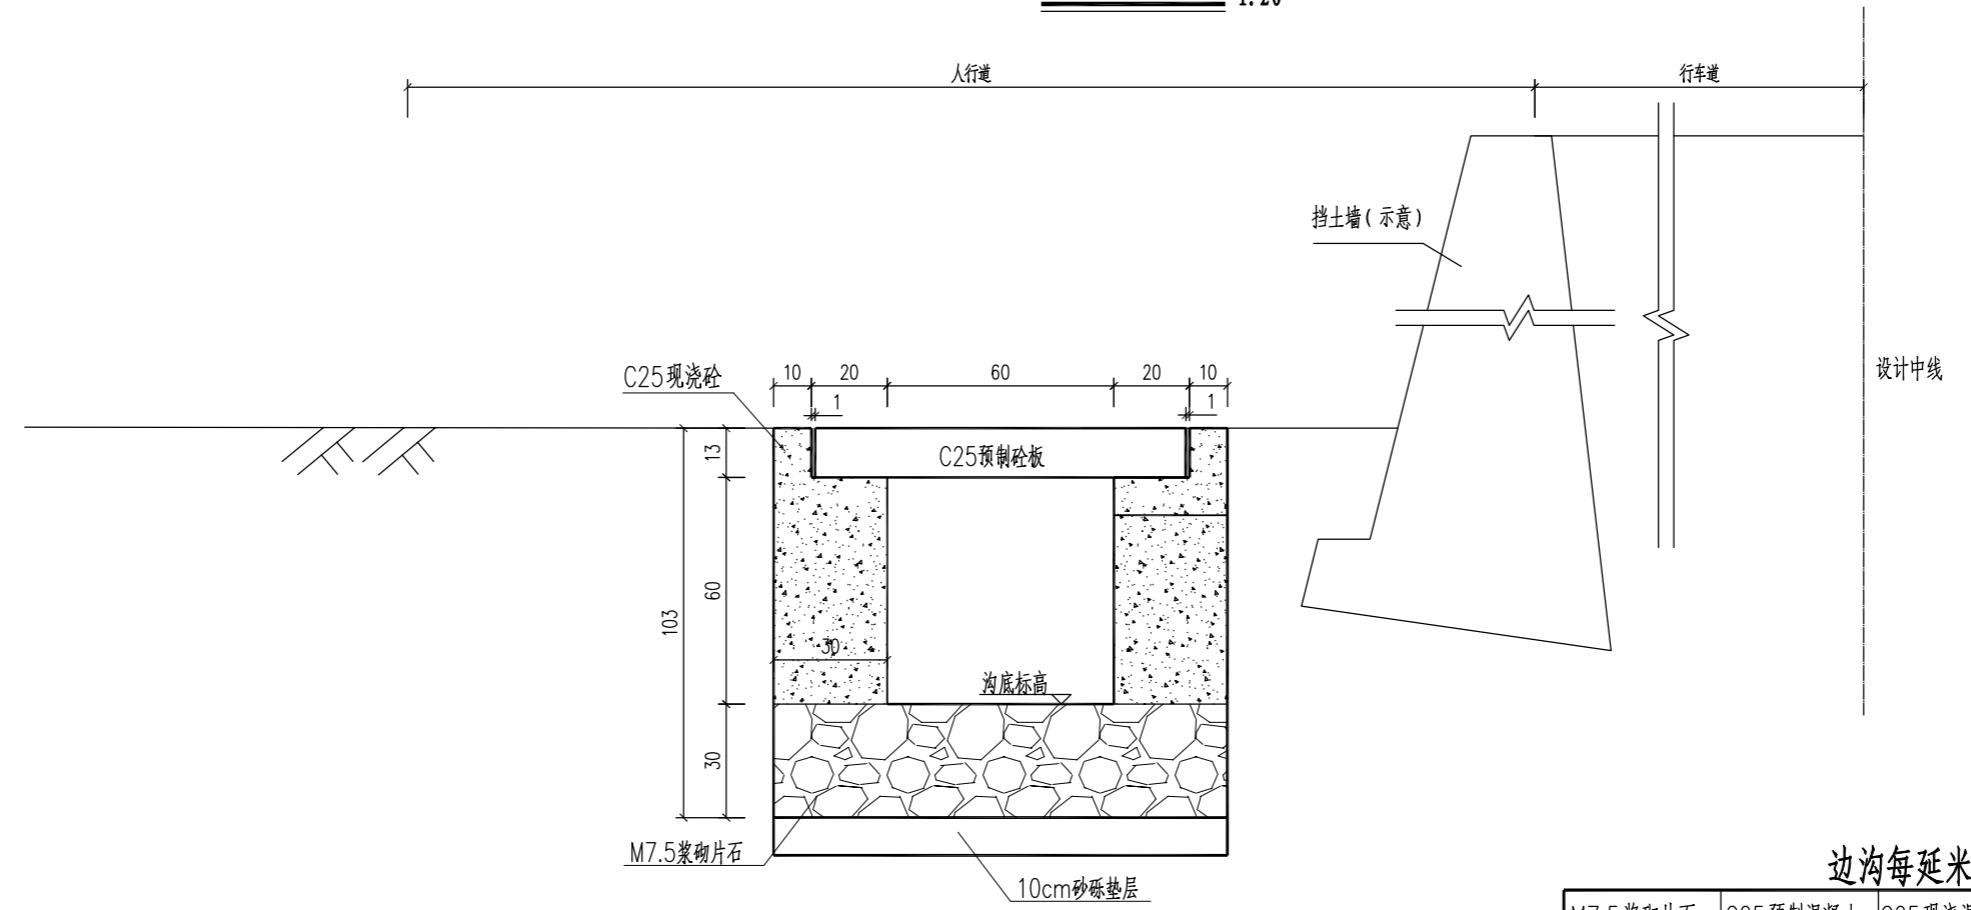 人行道 行车道
挡土墙(示意)
设计中线
C25现浇砼
10 20 60 20 10
1 1
C25预制砼板
13
60
103
30
沟底标高
30
M7.5浆砌片石
10cm砂砾垫层
边沟每延米